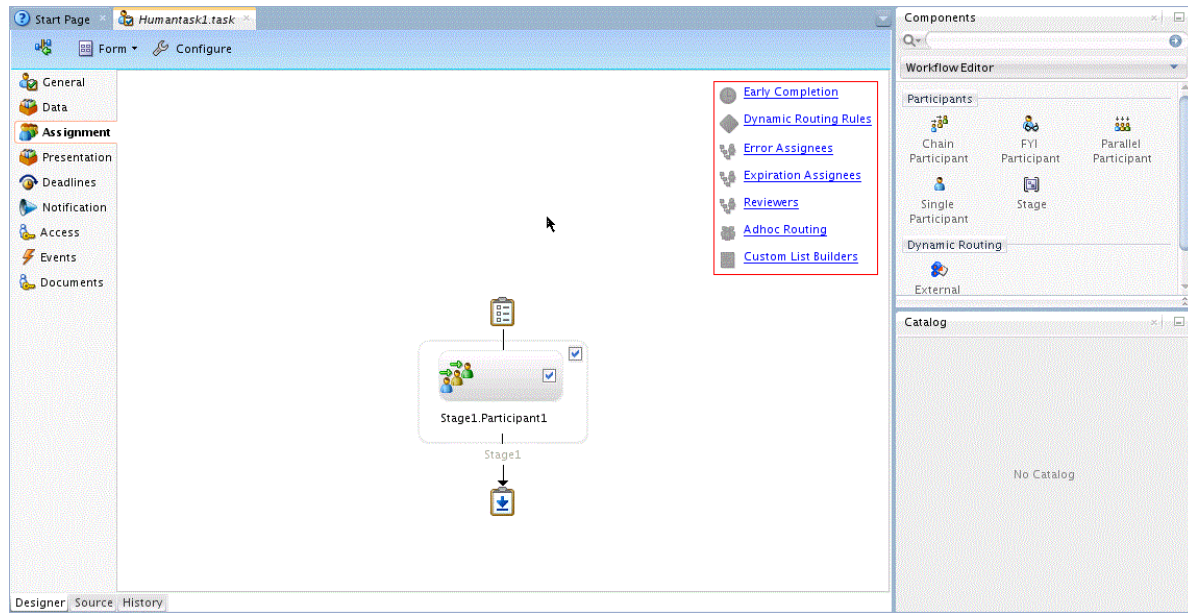 Start Page
Humantask1.task
Form
Configure
General
Data
Assignment
Presentation
Deadlines
Notification
Access
Events
Documents
Early Completion
Dynamic Routing Rules
Error Assignees
Expiration Assignees
Reviewers
Adhoc Routing
Custom List Builders
Stage1.Participant1
Stage1
Designer
Source
History
Components
Workflow Editor
Participants
Chain
Participant
FYI
Participant
Parallel
Participant
Single
Participant
Stage
Dynamic Routing
External
Catalog
No Catalog